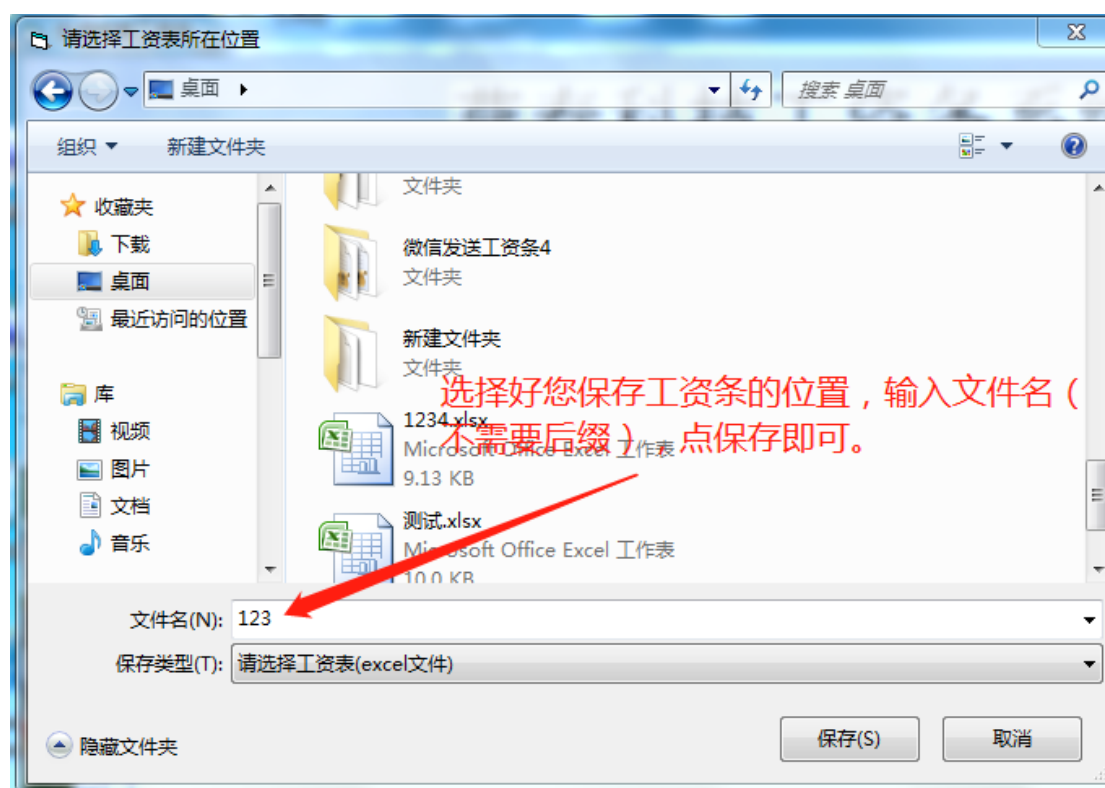 请选择工资表所在位置
桌面
搜索 桌面
组织
新建文件夹
收藏夹
下载
桌面
最近访问的位置
库
视频
图片
文档
音乐
文件夹
微信发送工资条4
文件夹
新建文件夹
文件夹
选择好您保存工资条的位置，输入文件名（
不需要后缀），点保存即可。
1234.xlsx
Microsoft Office Excel 工作表
9.13 KB
测试.xlsx
Microsoft Office Excel 工作表
10.0 KB
文件名(N): 123
保存类型(T): 请选择工资表(excel文件)
隐藏文件夹
保存(S)
取消